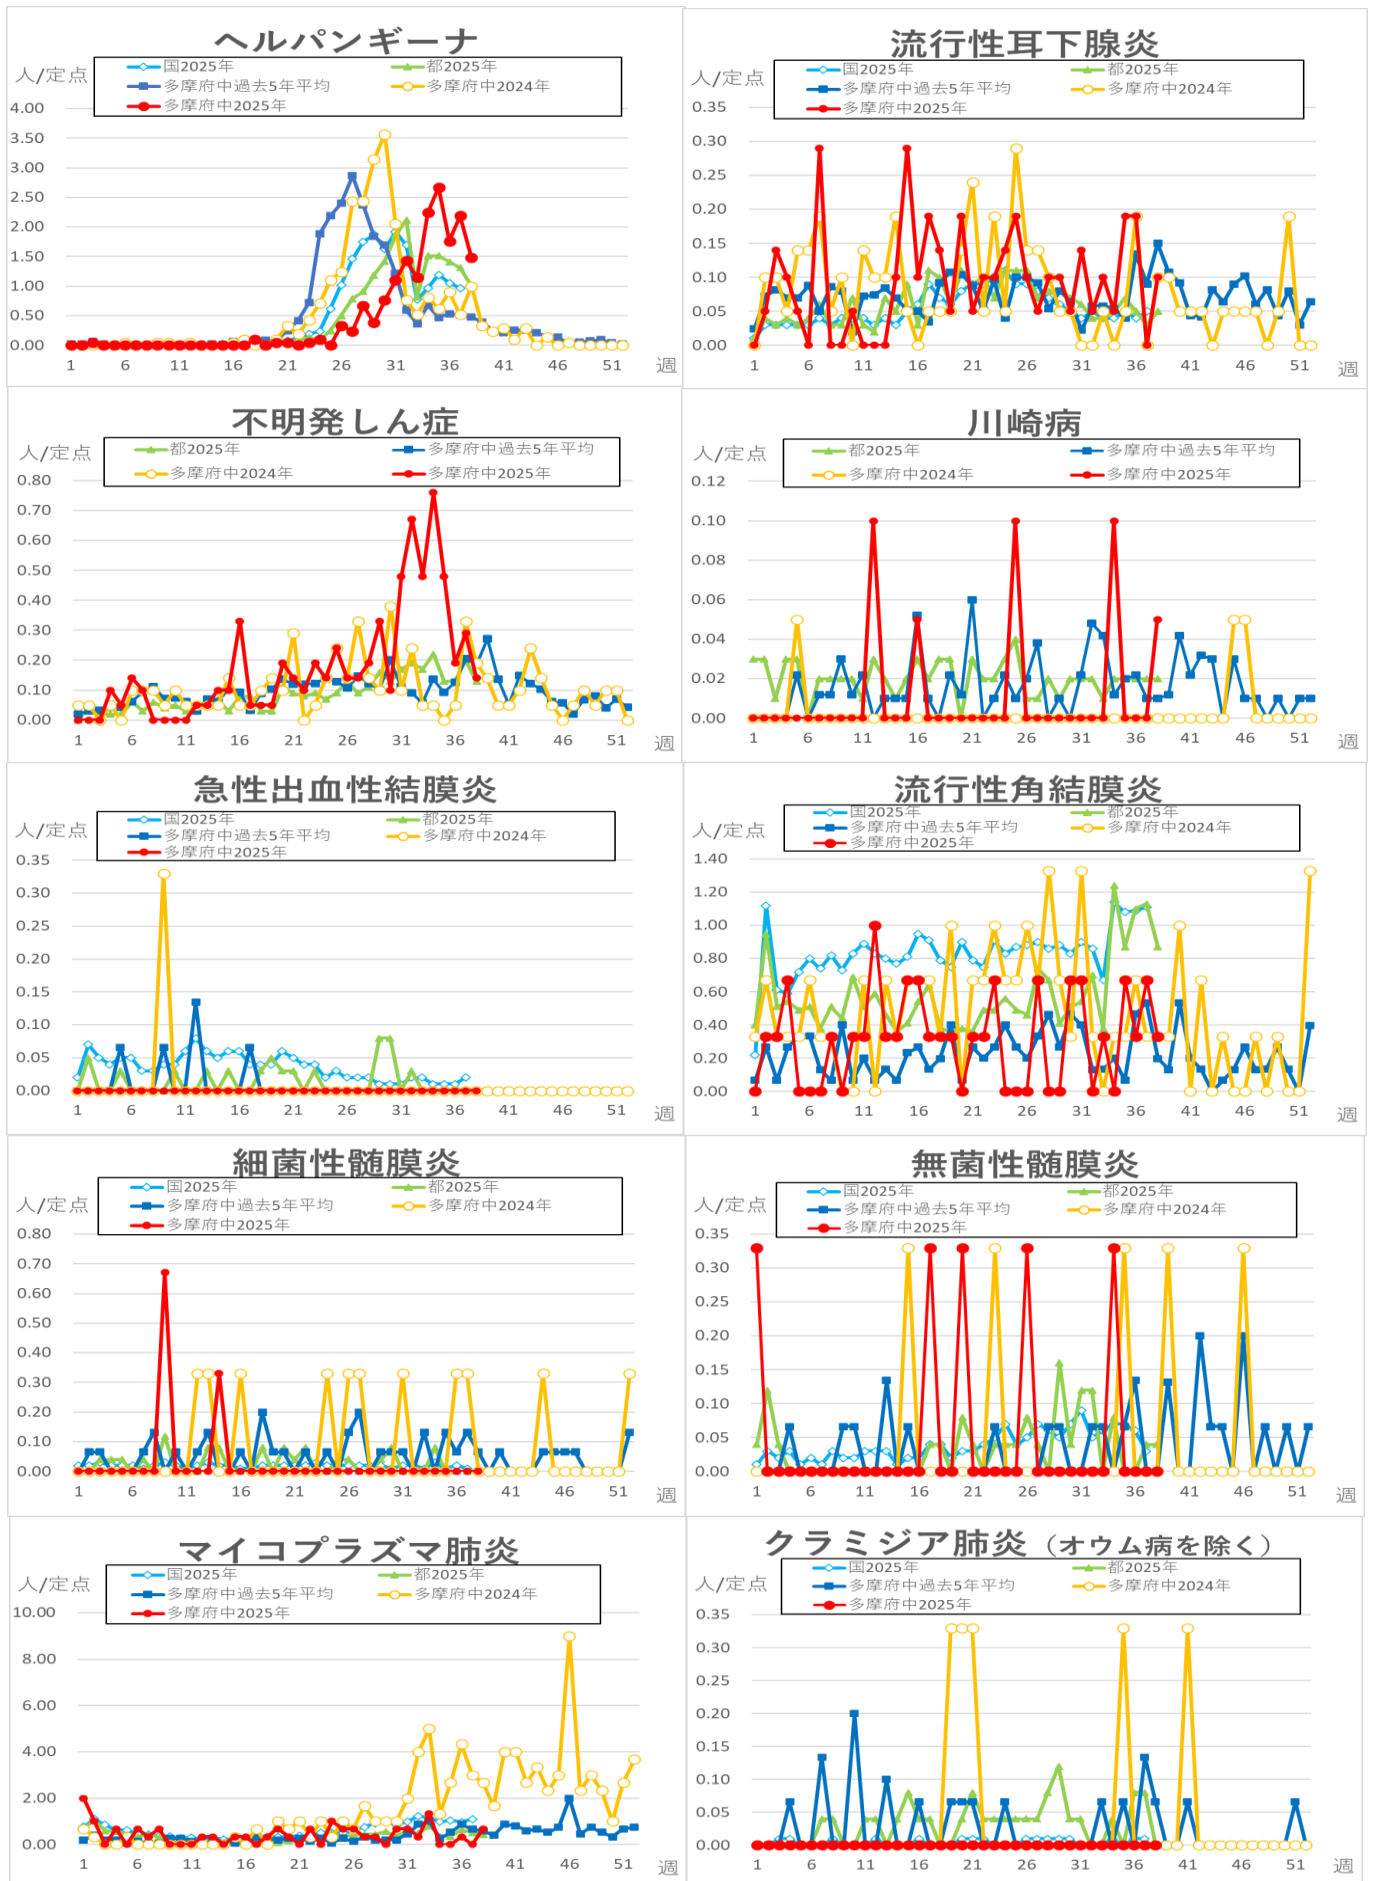 ヘルパンギーナ
人/定点
国2025年
都2025年
多摩府中過去5年平均
多摩府中2024年
多摩府中2025年
4.00
3.50
3.00
2.50
2.00
1.50
1.00
0.50
0.00
1 6 11 16 21 26 31 36 41 46 51 週
流行性耳下腺炎
人/定点
国2025年
都2025年
多摩府中過去5年平均
多摩府中2024年
多摩府中2025年
0.35
0.30
0.25
0.20
0.15
0.10
0.05
0.00
1 6 11 16 21 26 31 36 41 46 51 週
不明発しん症
人/定点
都2025年
多摩府中過去5年平均
多摩府中2024年
多摩府中2025年
0.80
0.70
0.60
0.50
0.40
0.30
0.20
0.10
0.00
1 6 11 16 21 26 31 36 41 46 51 週
川崎病
人/定点
都2025年
多摩府中過去5年平均
多摩府中2024年
多摩府中2025年
0.12
0.10
0.08
0.06
0.04
0.02
0.00
1 6 11 16 21 26 31 36 41 46 51 週
急性出血性結膜炎
人/定点
国2025年
都2025年
多摩府中過去5年平均
多摩府中2024年
多摩府中2025年
0.35
0.30
0.25
0.20
0.15
0.10
0.05
0.00
1 6 11 16 21 26 31 36 41 46 51 週
流行性角結膜炎
人/定点
国2025年
都2025年
多摩府中過去5年平均
多摩府中2024年
多摩府中2025年
1.40
1.20
1.00
0.80
0.60
0.40
0.20
0.00
1 6 11 16 21 26 31 36 41 46 51 週
細菌性髄膜炎
人/定点
国2025年
都2025年
多摩府中過去5年平均
多摩府中2024年
多摩府中2025年
0.80
0.70
0.60
0.50
0.40
0.30
0.20
0.10
0.00
1 6 11 16 21 26 31 36 41 46 51 週
無菌性髄膜炎
人/定点
国2025年
都2025年
多摩府中過去5年平均
多摩府中2024年
多摩府中2025年
0.35
0.30
0.25
0.20
0.15
0.10
0.05
0.00
1 6 11 16 21 26 31 36 41 46 51 週
マイコプラズマ肺炎
人/定点
国2025年
都2025年
多摩府中過去5年平均
多摩府中2024年
多摩府中2025年
10.00
8.00
6.00
4.00
2.00
0.00
1 6 11 16 21 26 31 36 41 46 51 週
クラミジア肺炎（オウム病を除く）
人/定点
国2025年
都2025年
多摩府中過去5年平均
多摩府中2024年
多摩府中2025年
0.35
0.30
0.25
0.20
0.15
0.10
0.05
0.00
1 6 11 16 21 26 31 36 41 46 51 週